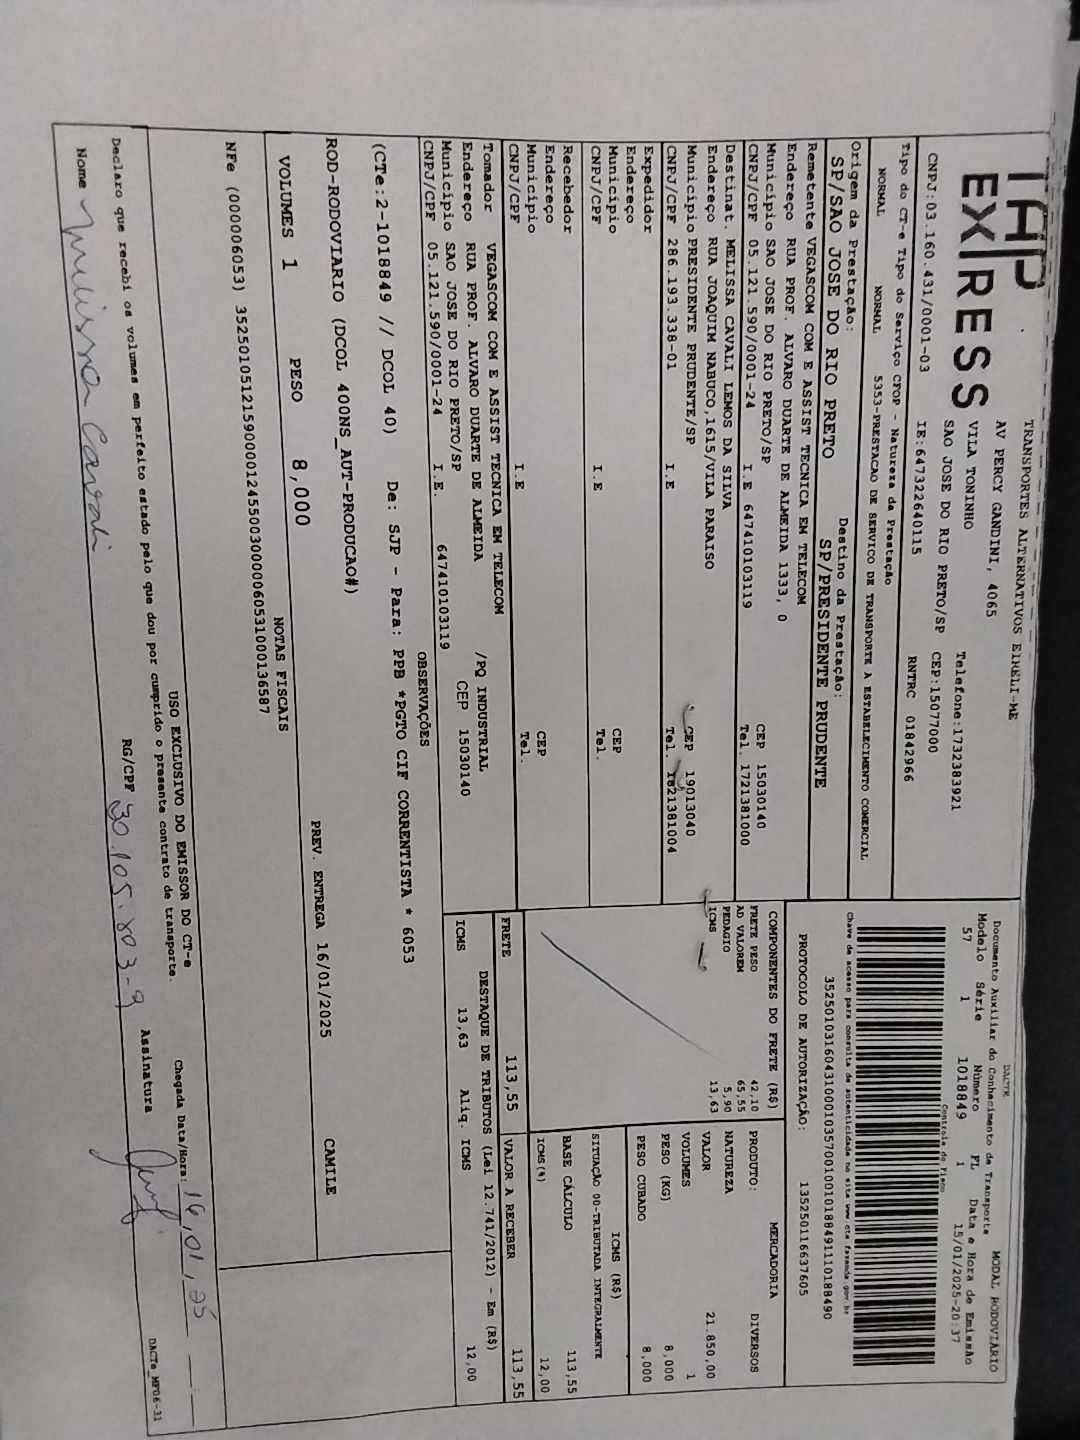 TAP
EXPRESS
TRANSPORTES ALTERNATIVOS EIRELI-ME
AV PERCY GANDINI, 4065
VILA TONINHO Telefone:1732383921
SAO JOSE DO RIO PRETO/SP CEP:15077000
CNPJ:03.160.431/0001-03 IE:647322640115 RNTRC 01842966
Tipo do CT-e Tipo do Serviço CFOP - Natureza da Prestação
NORMAL NORMAL 5353-PRESTACAO DE SERVICO DE TRANSPORTE A ESTABELECIMENTO COMERCIAL
Origem da Prestação: Destino da Prestação:
SP/SAO JOSE DO RIO PRETO SP/PRESIDENTE PRUDENTE
DACTE MODAL RODOVIÁRIO
Documento Auxiliar do Conhecimento de Transporte
Modelo Série Número FL Data e Hora de Emissão
57 1 1018849 1 15/01/2025-20:37
Controle do Fisco
Chave de acesso para consulta de autenticidade no site www.cte.fazenda.gov.br
35250103160431000103570010010188491110188490
PROTOCOLO DE AUTORIZAÇÃO: 135250116637605
Remetente VEGASCOM COM E ASSIST TECNICA EM TELECOM
Endereço RUA PROF. ALVARO DUARTE DE ALMEIDA 1333, 0
Município SAO JOSE DO RIO PRETO/SP CEP 15030140
CNPJ/CPF 05.121.590/0001-24 I.E 647410103119 Tel. 1721381000
Destinat. MELISSA CAVALI LEMOS DA SILVA
Endereço RUA JOAQUIM NABUCO,1615/VILA PARAISO
Município PRESIDENTE PRUDENTE/SP CEP 19013040
CNPJ/CPF 286.193.338-01 I.E Tel. 1821381004
Expedidor
Endereço
Município CEP
CNPJ/CPF I.E Tel.
Recebedor
Endereço
Município CEP
CNPJ/CPF I.E Tel.
Tomador VEGASCOM COM E ASSIST TECNICA EM TELECOM
Endereço RUA PROF. ALVARO DUARTE DE ALMEIDA /PQ INDUSTRIAL
Município SAO JOSE DO RIO PRETO/SP CEP 15030140
CNPJ/CPF 05.121.590/0001-24 I.E. 647410103119
COMPONENTES DO FRETE (R$)
FRETE PESO 42,10
AD VALOREM 65,55
PEDAGIO 5,90
ICMS 13,63
MERCADORIA
PRODUTO: DIVERSOS
NATUREZA
VALOR 21.850,00
VOLUMES 1
PESO (KG) 8,000
PESO CUBADO 8,000
ICMS (R$)
SITUAÇÃO 00-TRIBUTADA INTEGRALMENTE
BASE CÁLCULO 113,55
ICMS(%) 12,00
FRETE 113,55 VALOR A RECEBER 113,55
DESTAQUE DE TRIBUTOS (Lei 12.741/2012) - Em (R$)
ICMS 13,63 Aliq. ICMS 12,00
OBSERVAÇÕES
(CTe:2-1018849 // DCOL 40) De: SJP - Para: PPB *PGTO CIF CORRENTISTA * 6053
ROD-RODOVIARIO (DCOL 400NS_AUT-PRODUCAO#)
PREV. ENTREGA 16/01/2025 CAMILE
VOLUMES 1 PESO 8,000
NOTAS FISCAIS
NFe (000006053) 35250105121590000124550030000060531000136587
USO EXCLUSIVO DO EMISSOR DO CT-e
Declaro que recebi os volumes em perfeito estado pelo que dou por cumprido o presente contrato de transporte.
Chegada Data/Hora: 16,01,25 :
Nome Melissa Cavali RG/CPF 30.105.803-9 Assinatura
DACTe_MF06-31